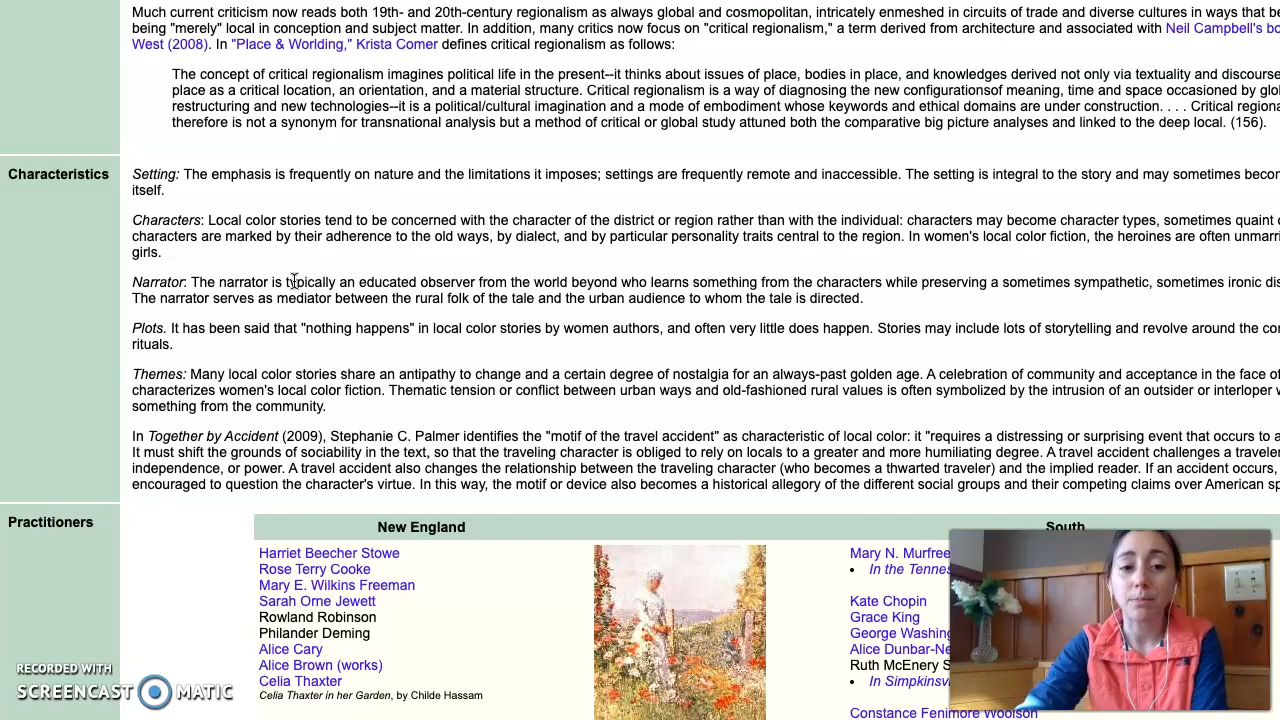 Much current criticism now reads both 19th- and 20th-century regionalism as always global and cosmopolitan, intricately enmeshed in circuits of trade and diverse cultures in ways that
being "merely" local in conception and subject matter. In addition, many critics now focus on "critical regionalism," a term derived from architecture and associated with Neil Campbell's
West (2008). In "Place & Worlding," Krista Comer defines critical regionalism as follows:
The concept of critical regionalism imagines political life in the present--it thinks about issues of place, bodies in place, and knowledges derived not only via textuality and discourse
place as a critical location, an orientation, and a material structure. Critical regionalism is a way of diagnosing the new configurationsof meaning, time and space occasioned by
restructuring and new technologies--it is a political/cultural imagination and a mode of embodiment whose keywords and ethical domains are under construction. . . . Critical
therefore is not a synonym for transnational analysis but a method of critical or global study attuned both the comparative big picture analyses and linked to the deep local. (156).
Characteristics
Setting: The emphasis is frequently on nature and the limitations it imposes; settings are frequently remote and inaccessible. The setting is integral to the story and may sometimes
itself.
Characters: Local color stories tend to be concerned with the character of the district or region rather than with the individual: characters may become character types, sometimes quaint
characters are marked by their adherence to the old ways, by dialect, and by particular personality traits central to the region. In women's local color fiction, the heroines are often
girls.
Narrator: The narrator is typically an educated observer from the world beyond who learns something from the characters while preserving a sometimes sympathetic, sometimes ironic
The narrator serves as mediator between the rural folk of the tale and the urban audience to whom the tale is directed.
Plots. It has been said that "nothing happens" in local color stories by women authors, and often very little does happen. Stories may include lots of storytelling and revolve around the
rituals.
Themes: Many local color stories share an antipathy to change and a certain degree of nostalgia for an always-past golden age. A celebration of community and acceptance in the face of
characterizes women's local color fiction. Thematic tension or conflict between urban ways and old-fashioned rural values is often symbolized by the intrusion of an outsider or interloper
something from the community.
In Together by Accident (2009), Stephanie C. Palmer identifies the "motif of the travel accident" as characteristic of local color: it "requires a distressing or surprising event that occurs to
It must shift the grounds of sociability in the text, so that the traveling character is obliged to rely on locals to a greater and more humiliating degree. A travel accident challenges a
independence, or power. A travel accident also changes the relationship between the traveling character (who becomes a thwarted traveler) and the implied reader. If an accident occurs,
encouraged to question the character's virtue. In this way, the motif or device also becomes a historical allegory of the different social groups and their competing claims over American
Practitioners
New England
South
Harriet Beecher Stowe
Rose Terry Cooke
Mary E. Wilkins Freeman
Sarah Orne Jewett
Rowland Robinson
Philander Deming
Alice Cary
Alice Brown (works)
Celia Thaxter
Celia Thaxter in her Garden, by Childe Hassam
Mary N.
• In the
Kate Chopin
Grace King
George
Alice
Ruth McEnery
• In
Constance Fenimore Woolson
RECORDED WITH
SCREENCAST MATIC